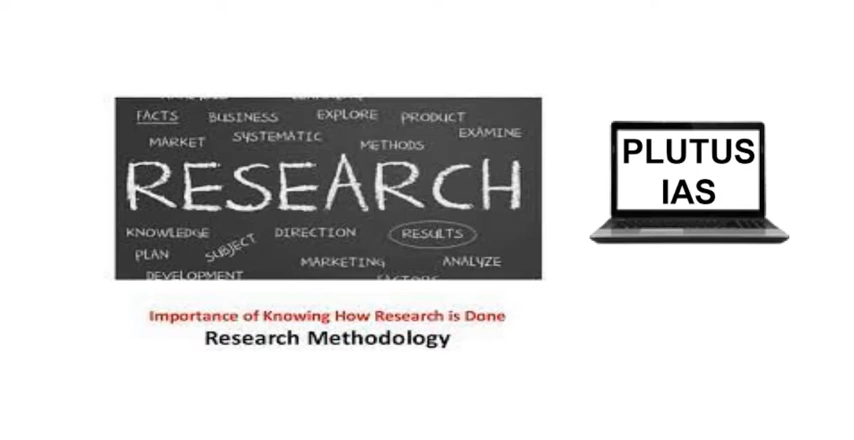 FACTS BUSINESS EXPLORE PRODUCT
MARKET SYSTEMATIC METHODS EXAMINE
RESEARCH
KNOWLEDGE SUBJECT DIRECTION RESULTS
PLAN MARKETING ANALYZE
DEVELOPMENT
Importance of Knowing How Research is Done
Research Methodology
PLUTUS
IAS